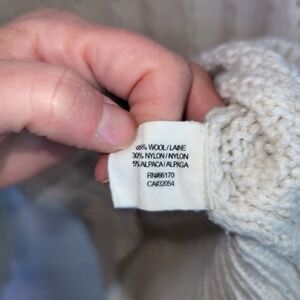 65% WOOL/LAINE
30% NYLON/NYLON
5% ALPACA/ALPAGA
RN#66170
CA#32054